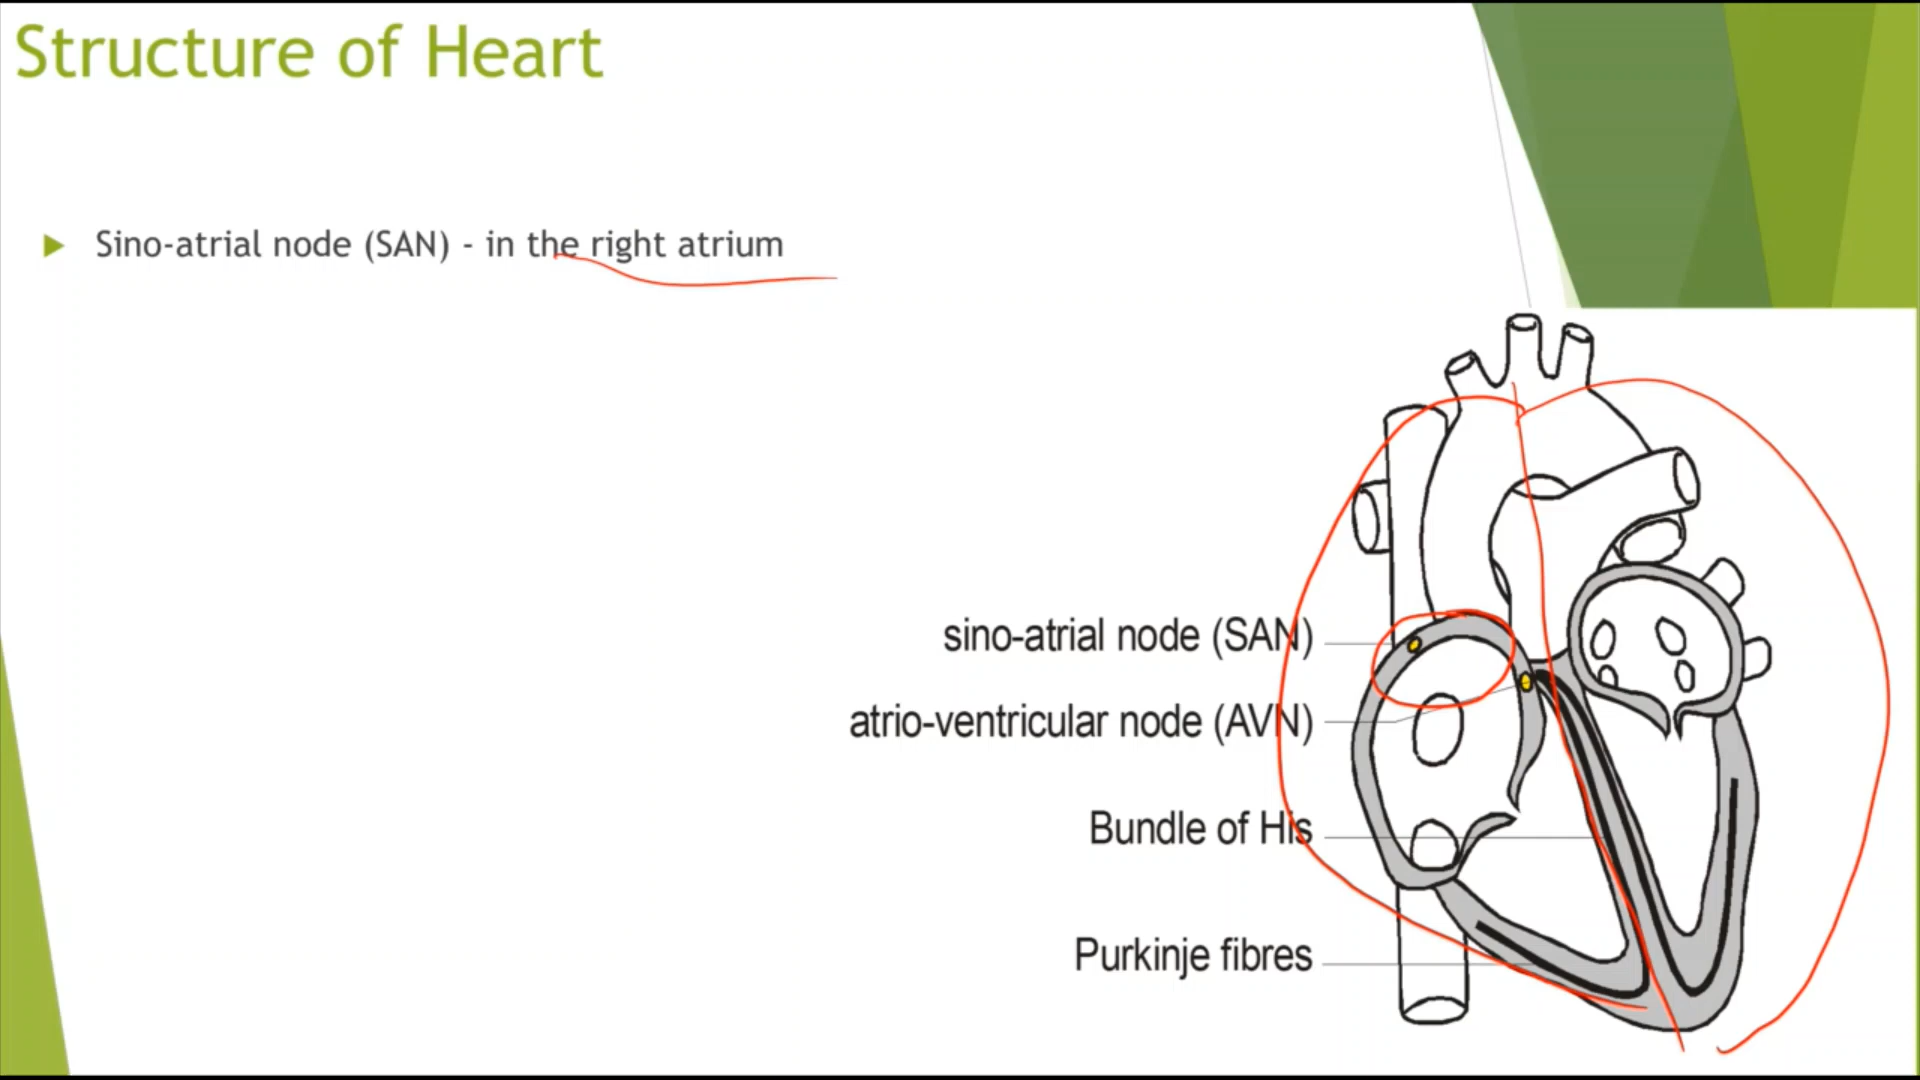 Structure of Heart
Sino-atrial node (SAN) - in the right atrium
sino-atrial node (SAN)
atrio-ventricular node (AVN)
Bundle of His
Purkinje fibres